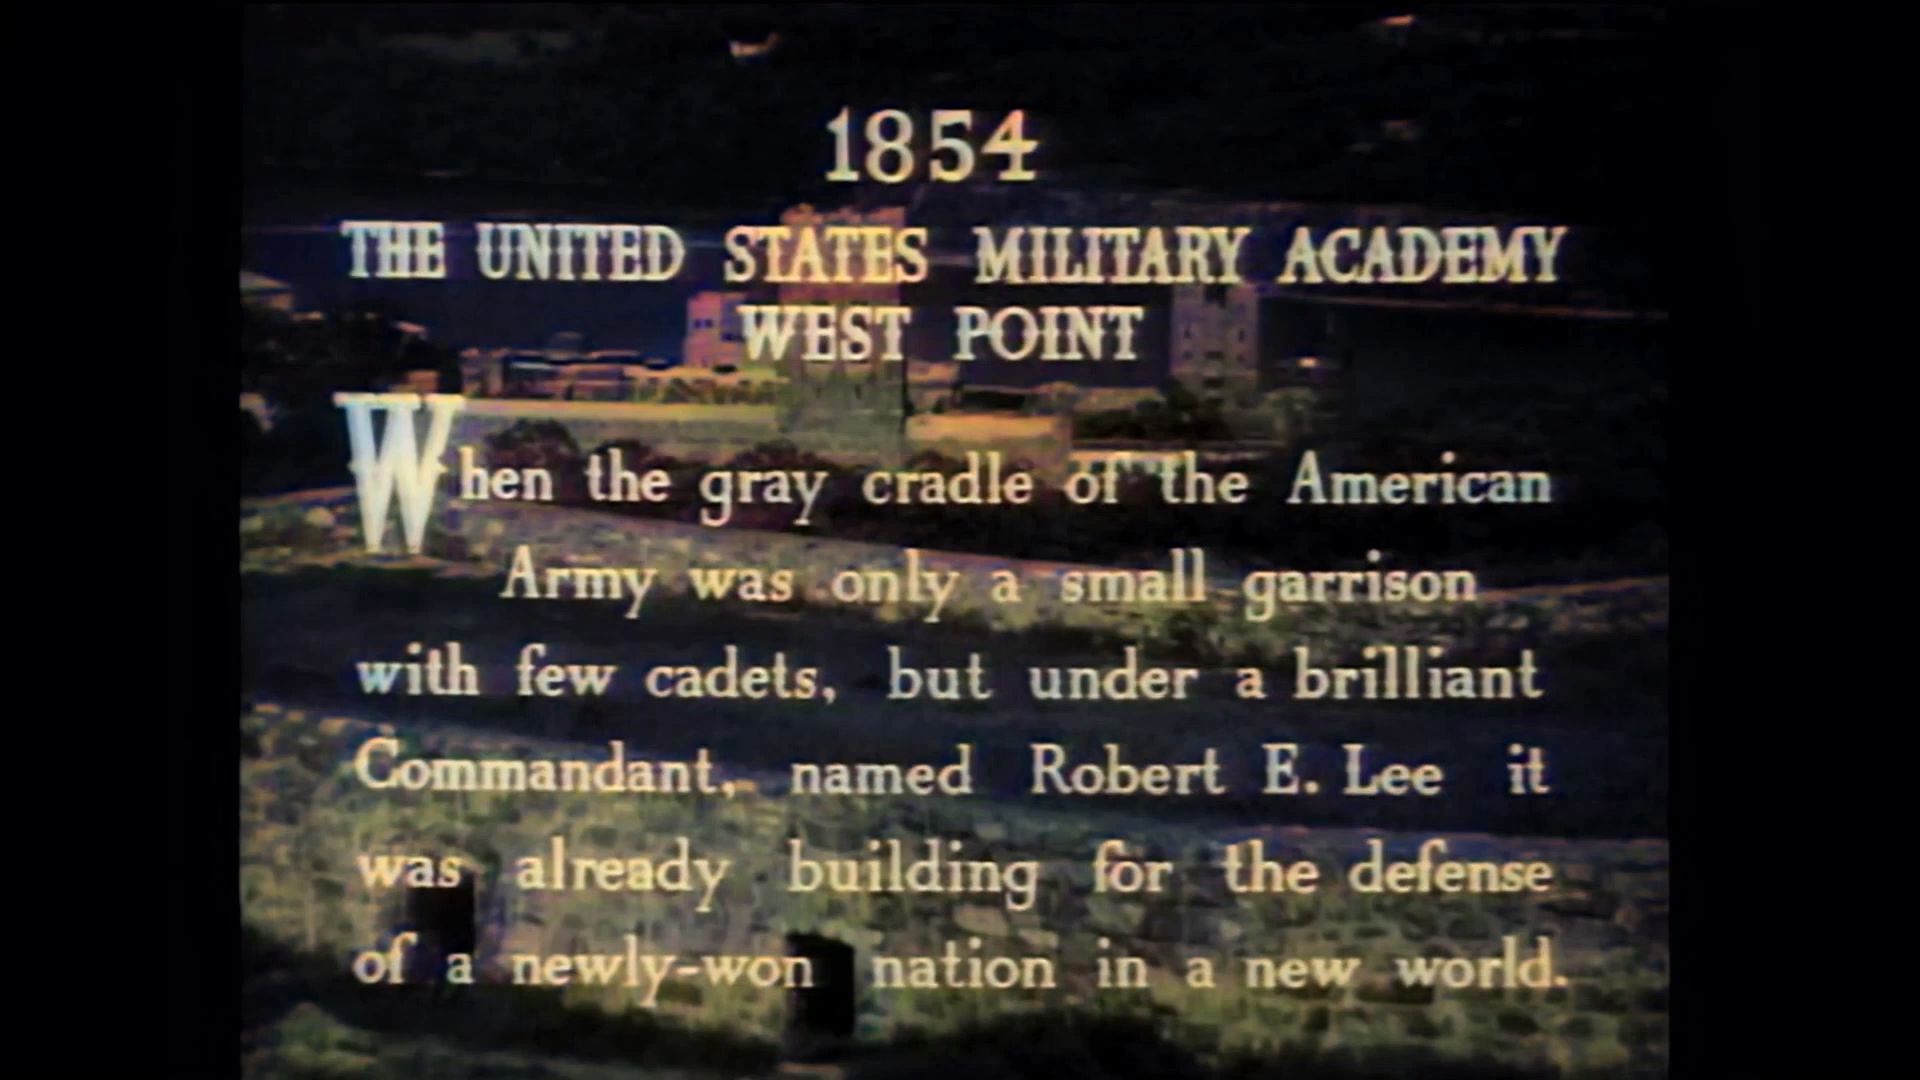 1854
THE UNITED STATES MILITARY ACADEMY
WEST POINT
When the gray cradle of the American
Army was only a small garrison
with few cadets, but under a brilliant
Commandant, named Robert E. Lee it
was already building for the defense
of a newly-won nation in a new world.